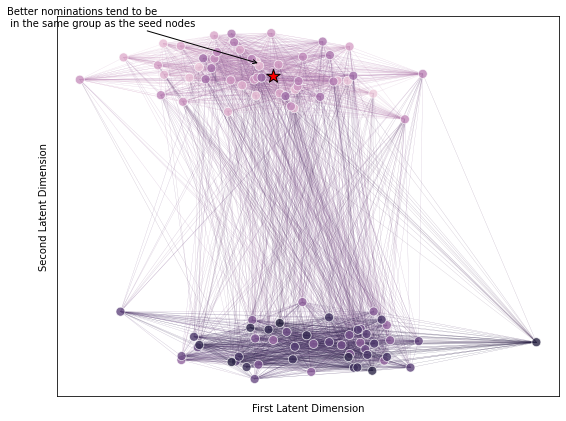 Better nominations tend to be
in the same group as the seed nodes
Second Latent Dimension
First Latent Dimension